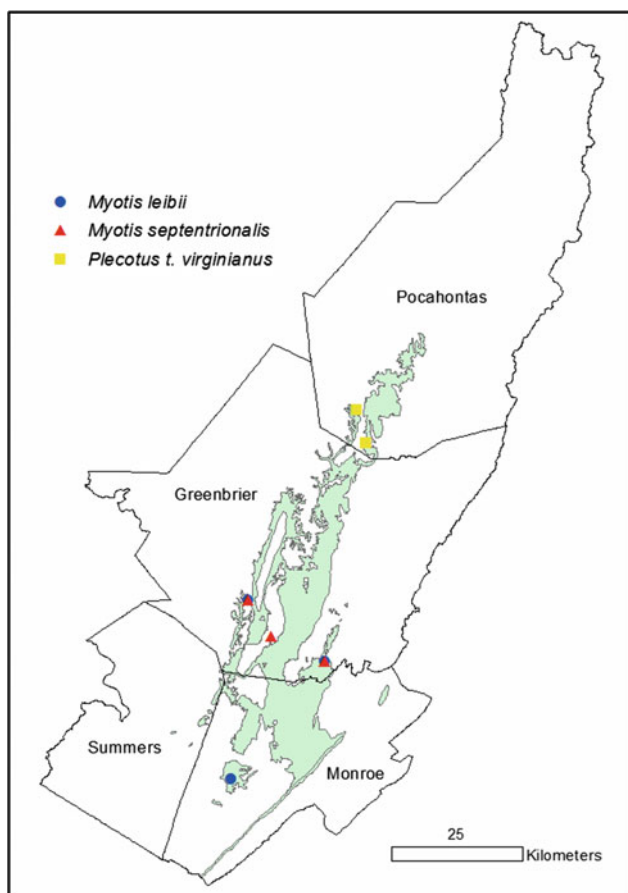 Myotis leibii
Myotis septentrionalis
Plecotus t. virginianus
Pocahontas
Greenbrier
Summers
Monroe
25
Kilometers